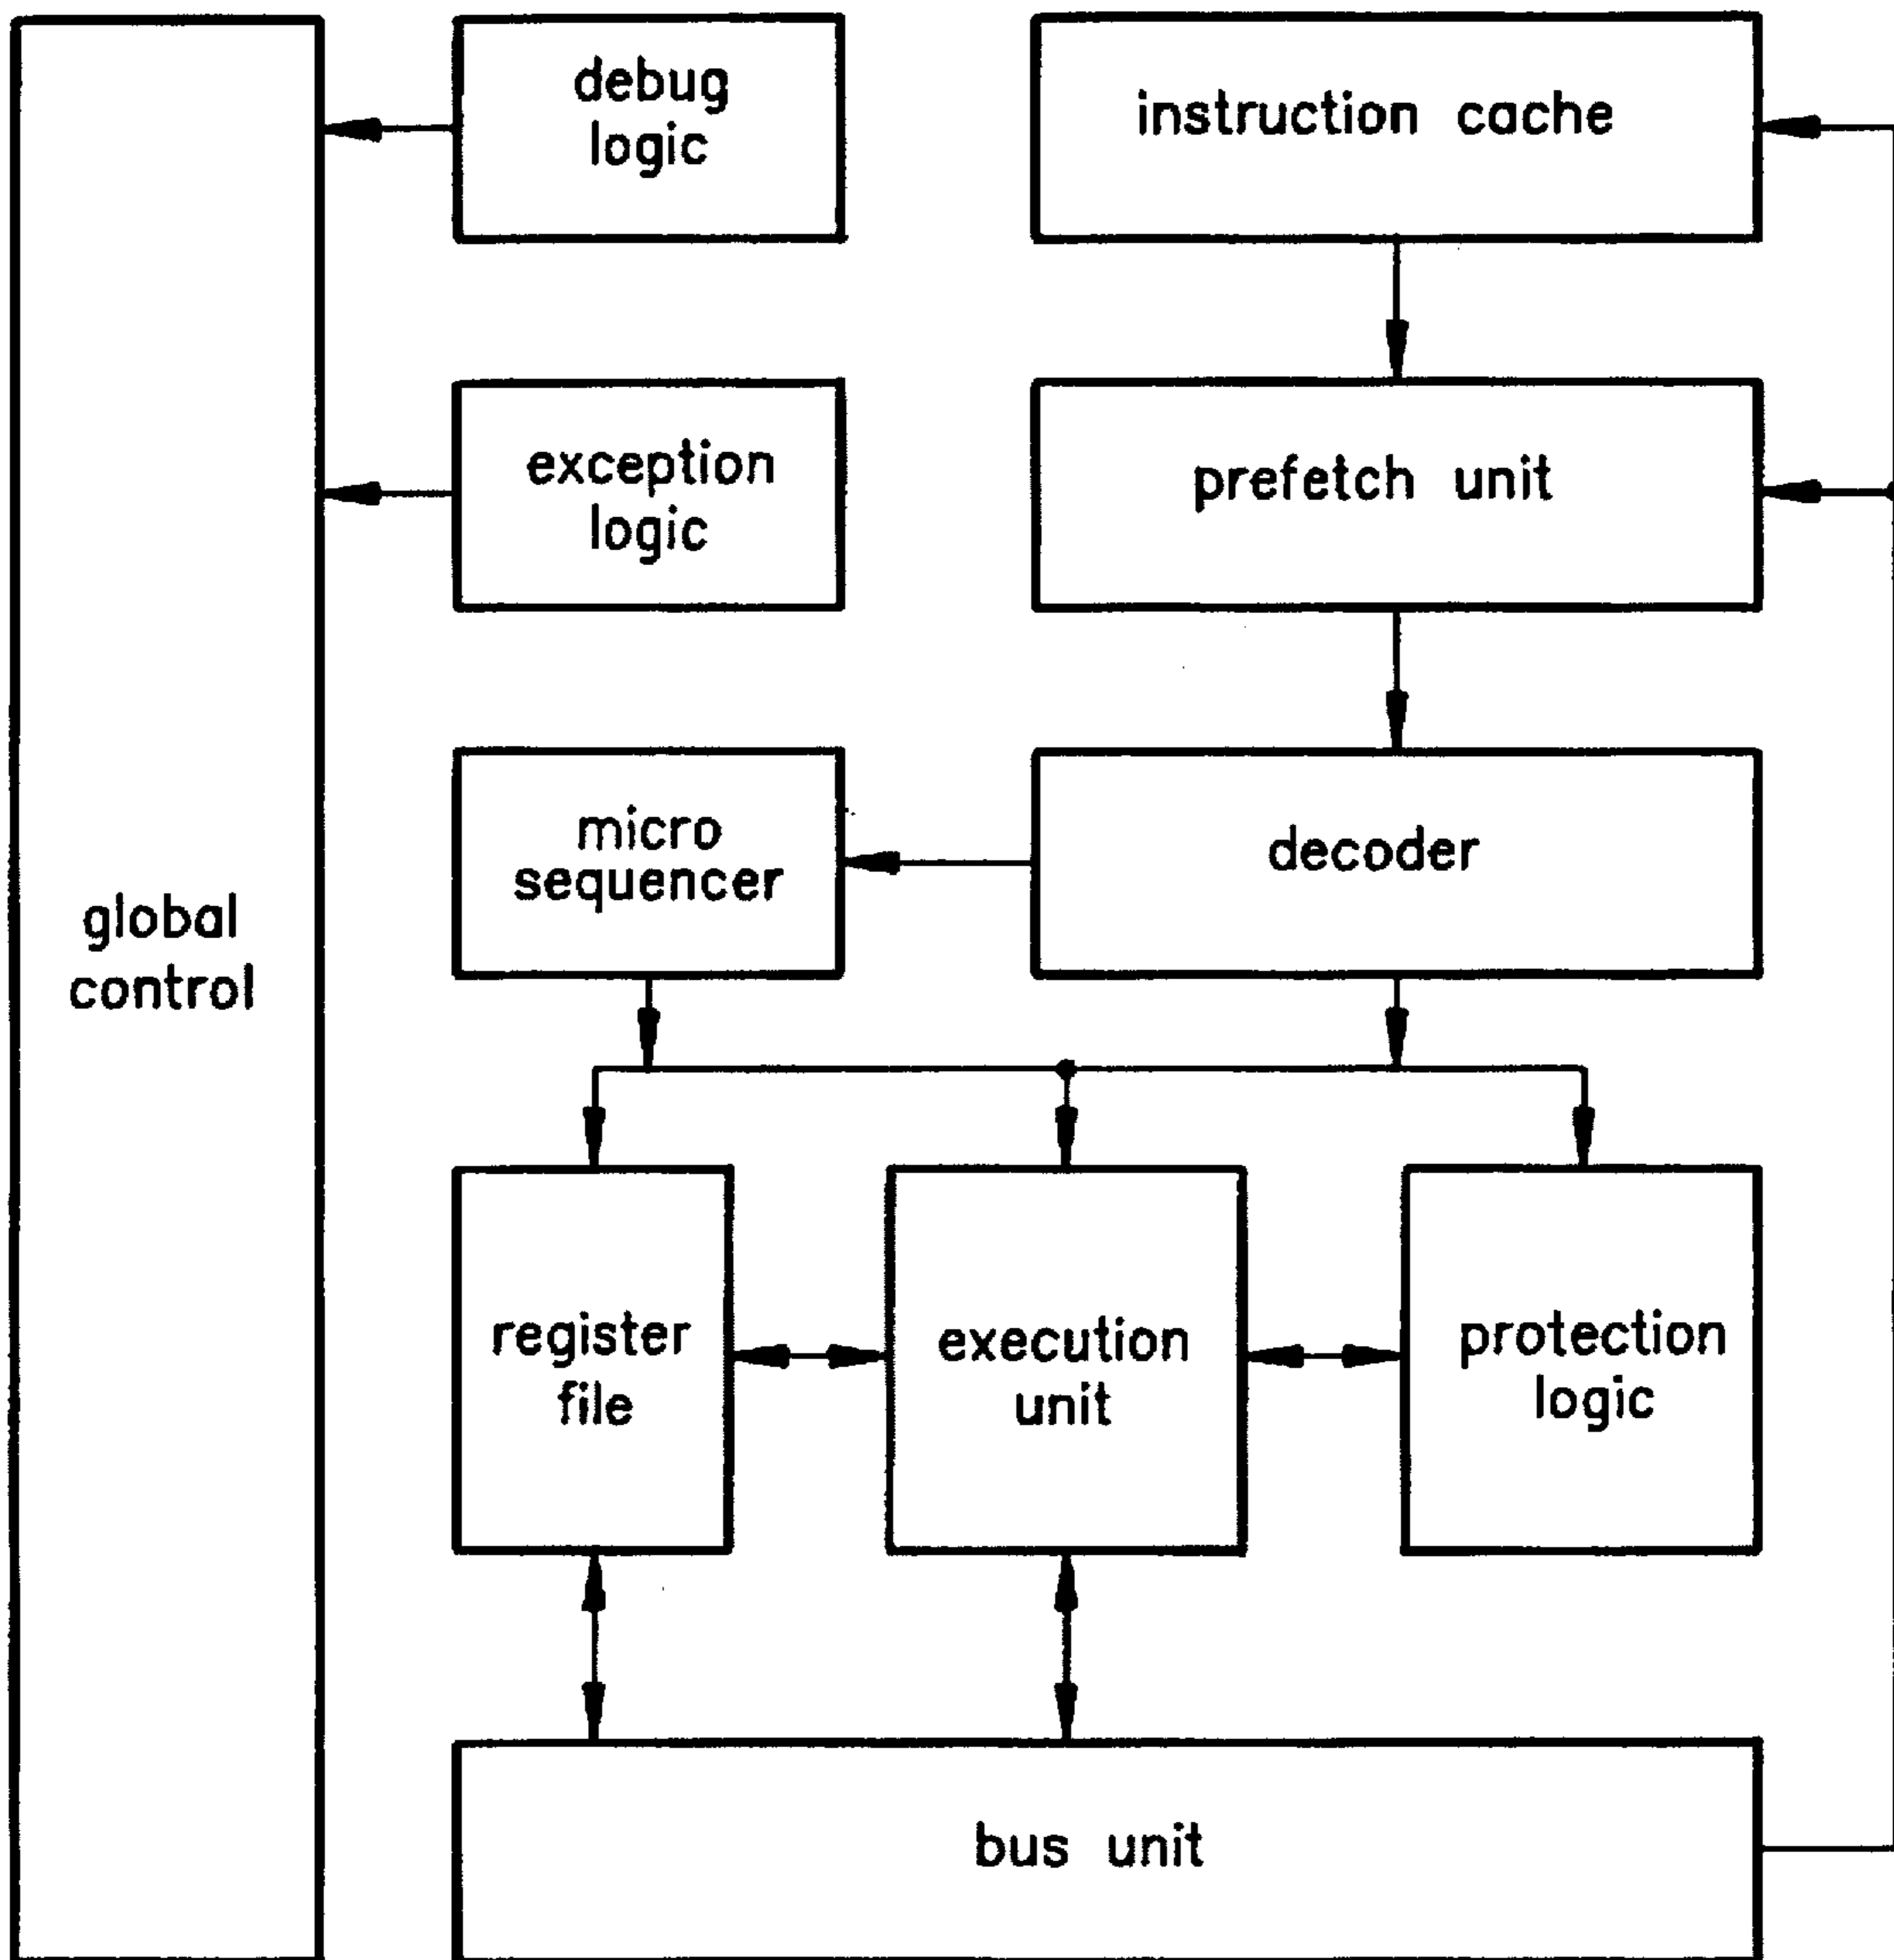 debug
logic
instruction cache
exception
logic
prefetch unit
micro
sequencer
decoder
global
control
register
file
execution
unit
protection
logic
bus unit